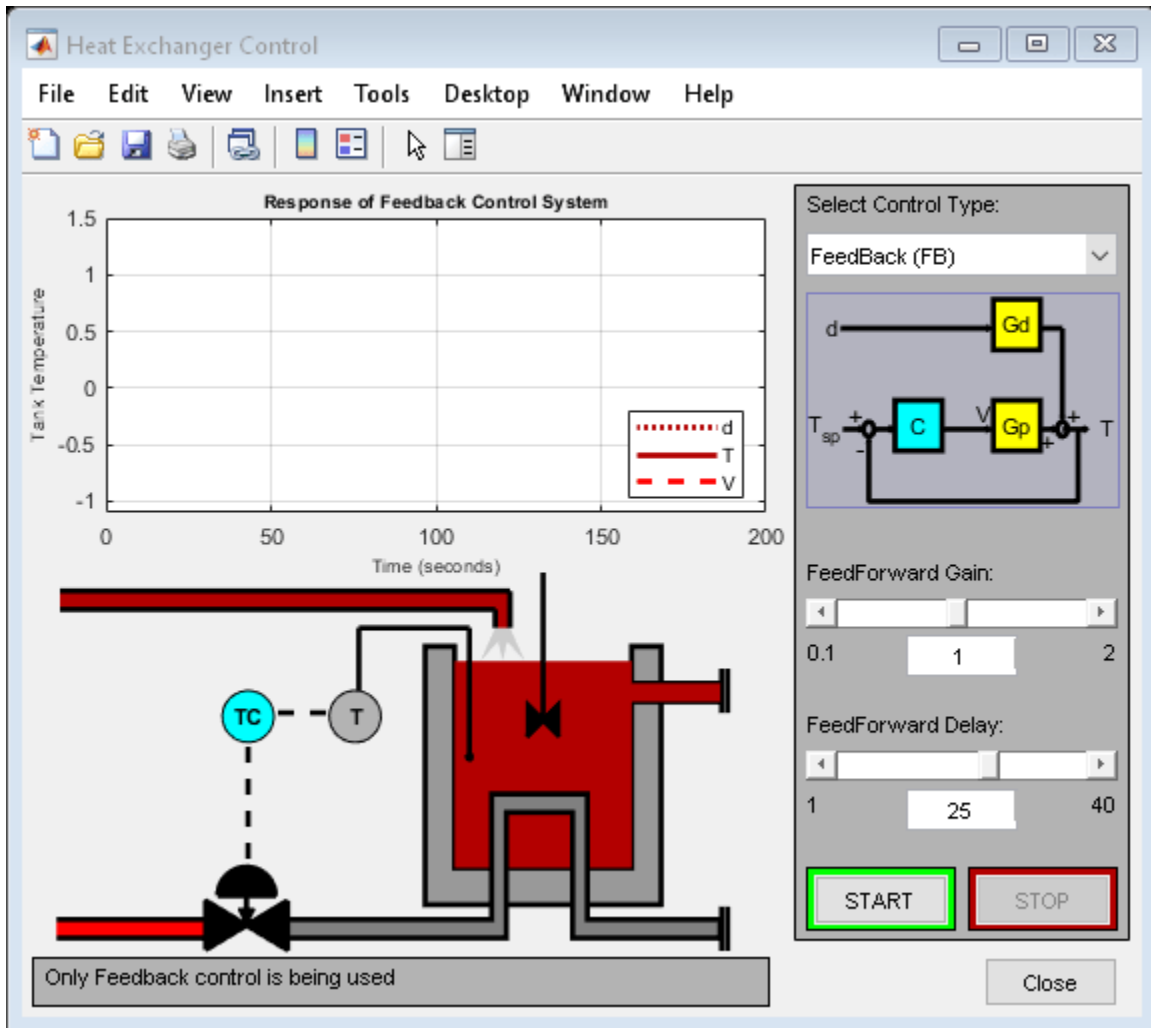 Heat Exchanger Control
File Edit View Insert Tools Desktop Window Help
Response of Feedback Control System
1.5
1
0.5
0
-0.5
-1
Tank Temperature
d
T
V
0 50 100 150 200
Time (seconds)
TC T
Only Feedback control is being used
Select Control Type:
FeedBack (FB)
d Gd
Tsp + - C V Gp + + T
FeedForward Gain:
0.1 1 2
FeedForward Delay:
1 25 40
START STOP
Close